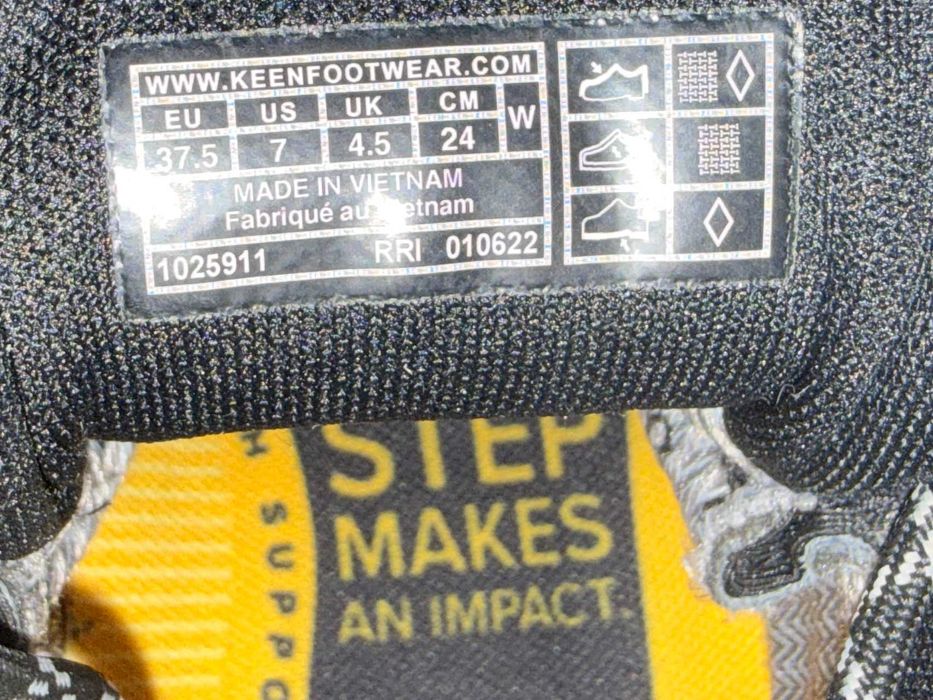 WWW.KEENFOOTWEAR.COM
EU US UK CM W
37.5 7 4.5 24
MADE IN VIETNAM
Fabriqué au Vietnam
1025911 RRI 010622
STEP
MAKES
AN IMPACT.